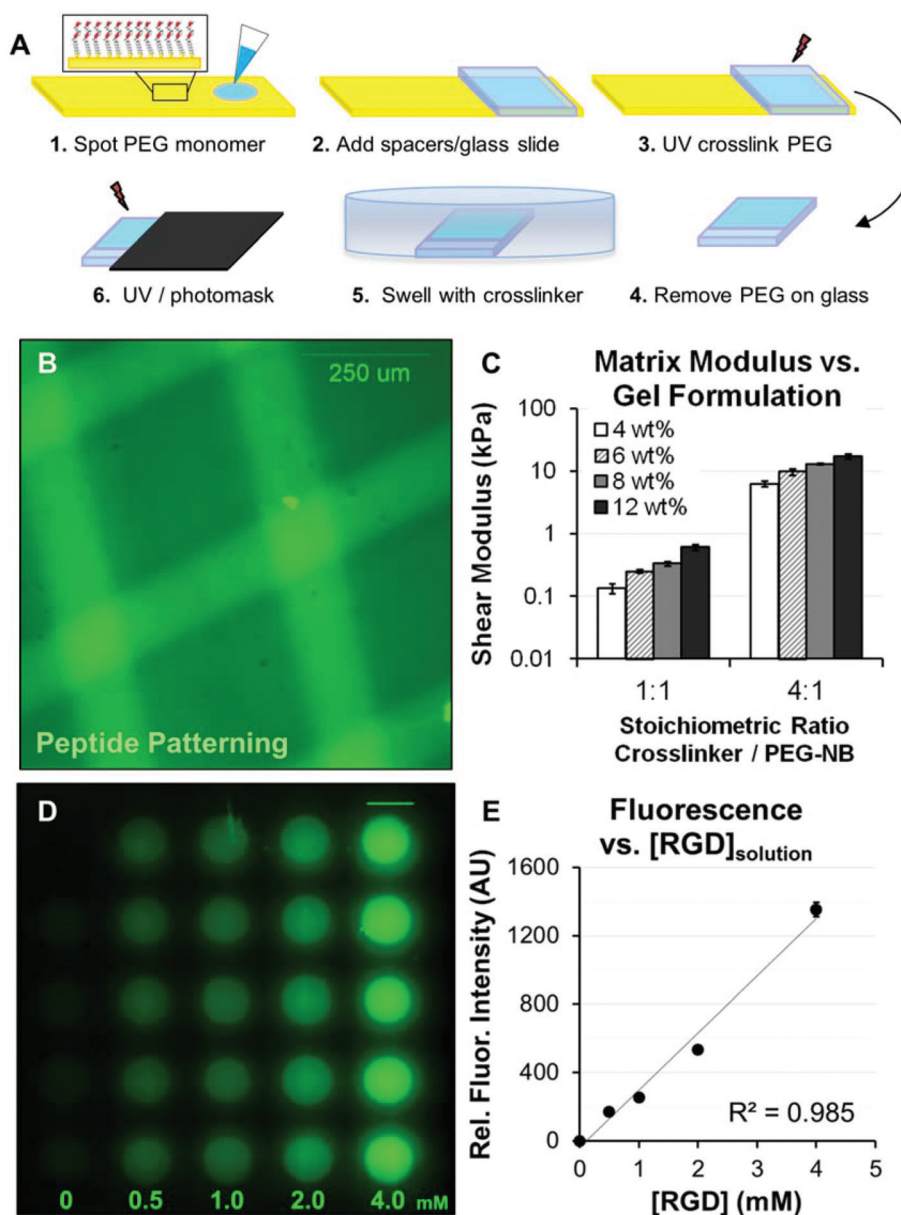 A
1. Spot PEG monomer
2. Add spacers/glass slide
3. UV crosslink PEG
6. UV / photomask
5. Swell with crosslinker
4. Remove PEG on glass
B
250 um
Peptide Patterning
C
Matrix Modulus vs.
Gel Formulation
Shear Modulus (kPa)
100
10
1
0.1
0.01
4 wt%
6 wt%
8 wt%
12 wt%
1:1
4:1
Stoichiometric Ratio
Crosslinker / PEG-NB
D
0 0.5 1.0 2.0 4.0 mM
E
Fluorescence
vs. [RGD]solution
Rel. Fluor. Intensity (AU)
1600
1200
800
400
0
R² = 0.985
0 1 2 3 4 5
[RGD] (mM)